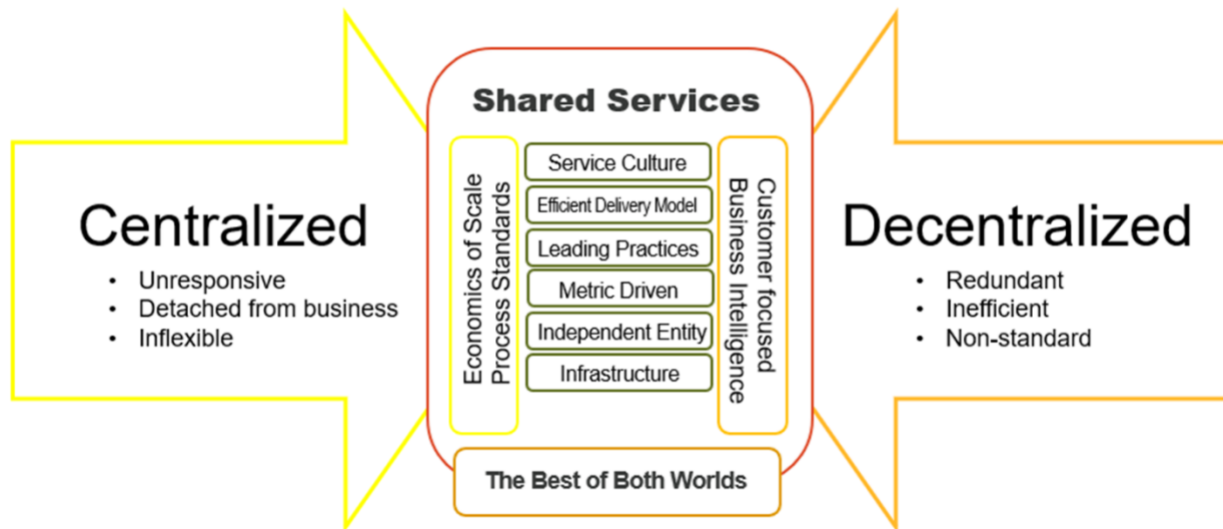 Shared Services
Centralized
• Unresponsive
• Detached from business
• Inflexible
Economics of Scale
Process Standards
Service Culture
Efficient Delivery Model
Leading Practices
Metric Driven
Independent Entity
Infrastructure
Customer focused
Business Intelligence
Decentralized
• Redundant
• Inefficient
• Non-standard
The Best of Both Worlds